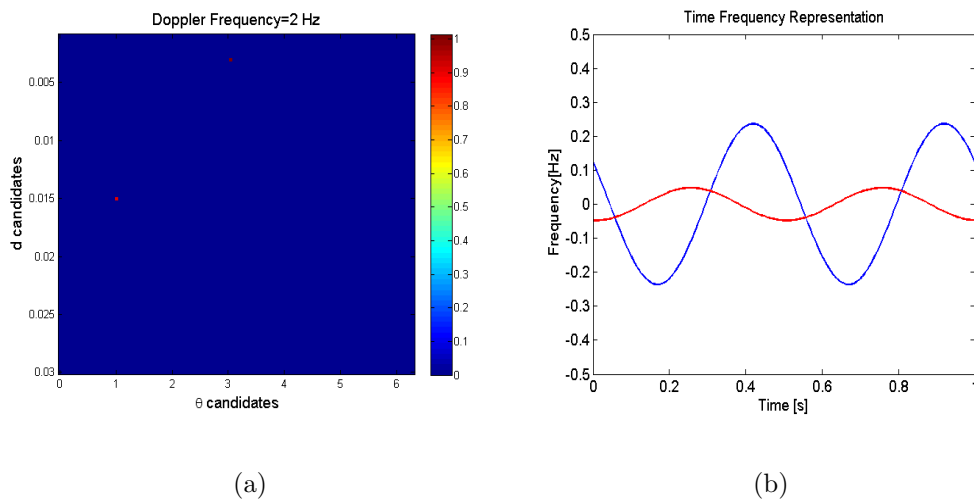 Doppler Frequency=2 Hz
0.005
0.01
0.015
0.02
0.025
0.03
d candidates
0 1 2 3 4 5 6
θ candidates
1
0.9
0.8
0.7
0.6
0.5
0.4
0.3
0.2
0.1
0
(a)
Time Frequency Representation
0.5
0.4
0.3
0.2
0.1
0
-0.1
-0.2
-0.3
-0.4
-0.5
Frequency[Hz]
0 0.2 0.4 0.6 0.8 1
Time [s]
(b)